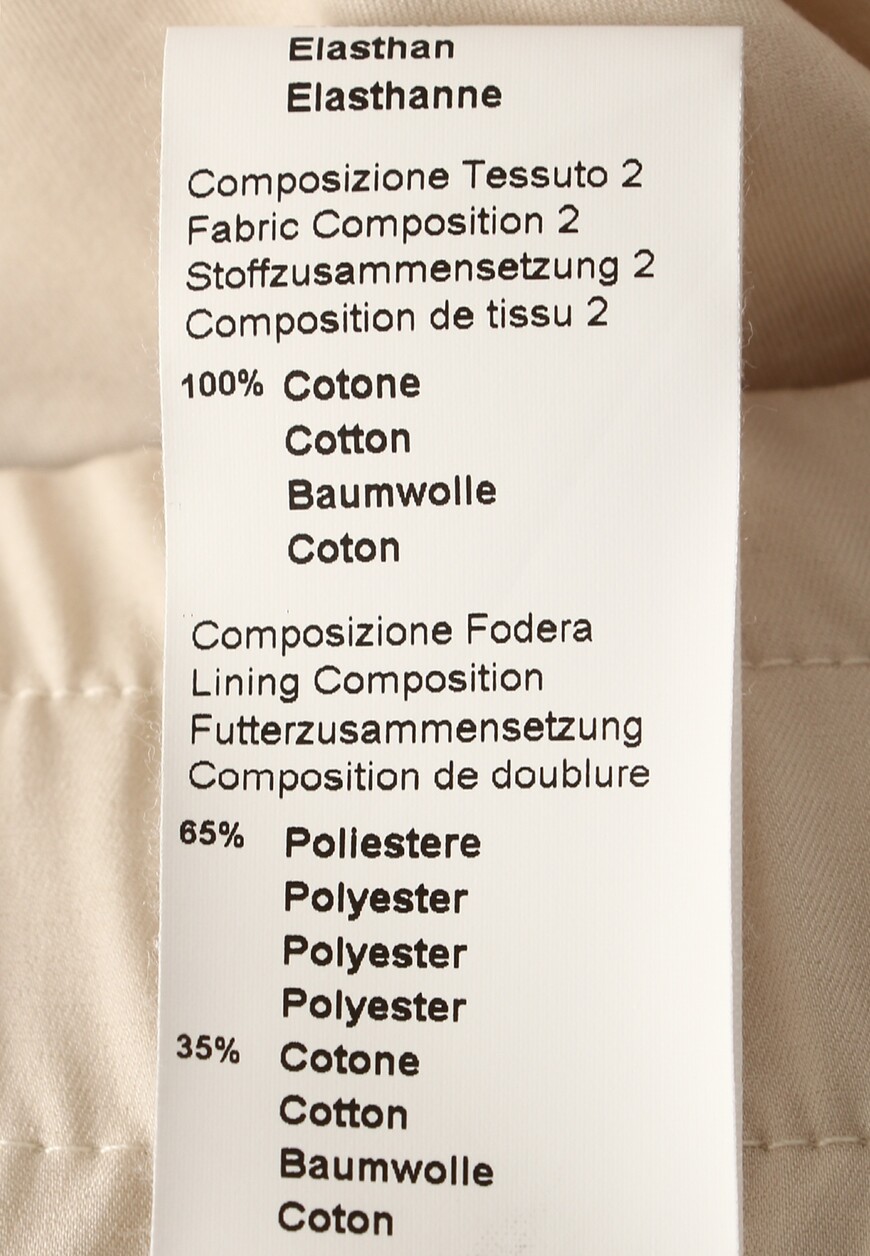 Elasthan
Elasthanne
Composizione Tessuto 2
Fabric Composition 2
Stoffzusammensetzung 2
Composition de tissu 2
100% Cotone
Cotton
Baumwolle
Coton
Composizione Fodera
Lining Composition
Futterzusammensetzung
Composition de doublure
65% Poliestere
Polyester
Polyester
Polyester
35% Cotone
Cotton
Baumwolle
Coton